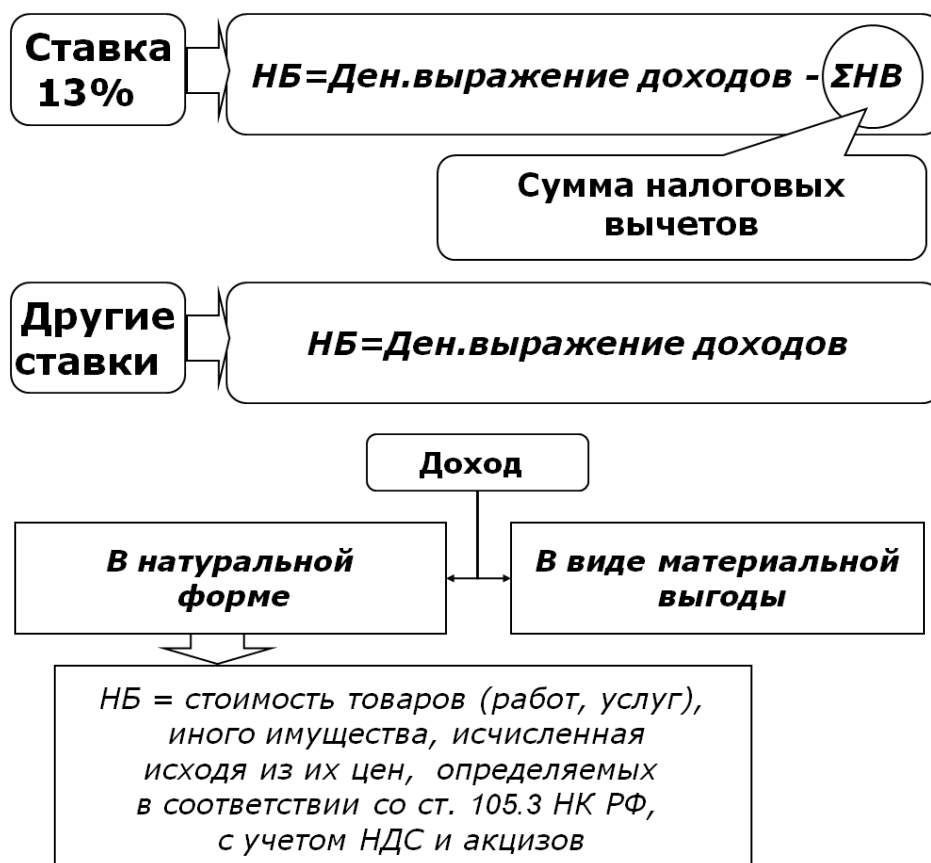 Ставка
13%
НБ=Ден.выражение доходов - ΣНВ
Сумма налоговых
вычетов
Другие
ставки
НБ=Ден.выражение доходов
Доход
В натуральной
форме
В виде материальной
выгоды
НБ = стоимость товаров (работ, услуг),
иного имущества, исчисленная
исходя из их цен, определяемых
в соответствии со ст. 105.3 НК РФ,
с учетом НДС и акцизов